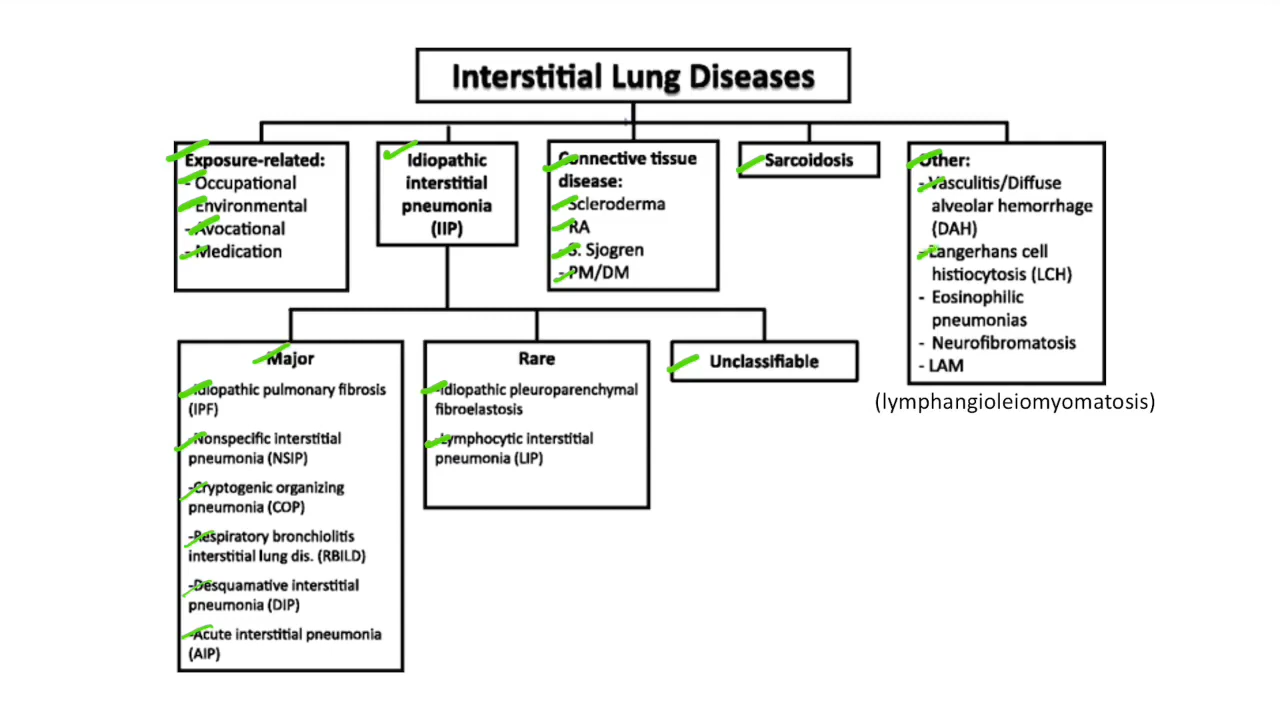 Interstitial Lung Diseases
Exposure-related:
- Occupational
- Environmental
- Avocational
- Medication
Idiopathic
interstitial
pneumonia
(IIP)
Connective tissue
disease:
- Scleroderma
- RA
- S. Sjogren
- PM/DM
Sarcoidosis
Other:
- Vasculitis/Diffuse
alveolar hemorrhage
(DAH)
- Langerhans cell
histiocytosis (LCH)
- Eosinophilic
pneumonias
- Neurofibromatosis
- LAM
(lymphangioleiomyomatosis)
Major
-Idiopathic pulmonary fibrosis
(IPF)
-Nonspecific interstitial
pneumonia (NSIP)
-Cryptogenic organizing
pneumonia (COP)
-Respiratory bronchiolitis
interstitial lung dis. (RBILD)
-Desquamative interstitial
pneumonia (DIP)
-Acute interstitial pneumonia
(AIP)
Rare
-Idiopathic pleuroparenchymal
fibroelastosis
-Lymphocytic interstitial
pneumonia (LIP)
Unclassifiable